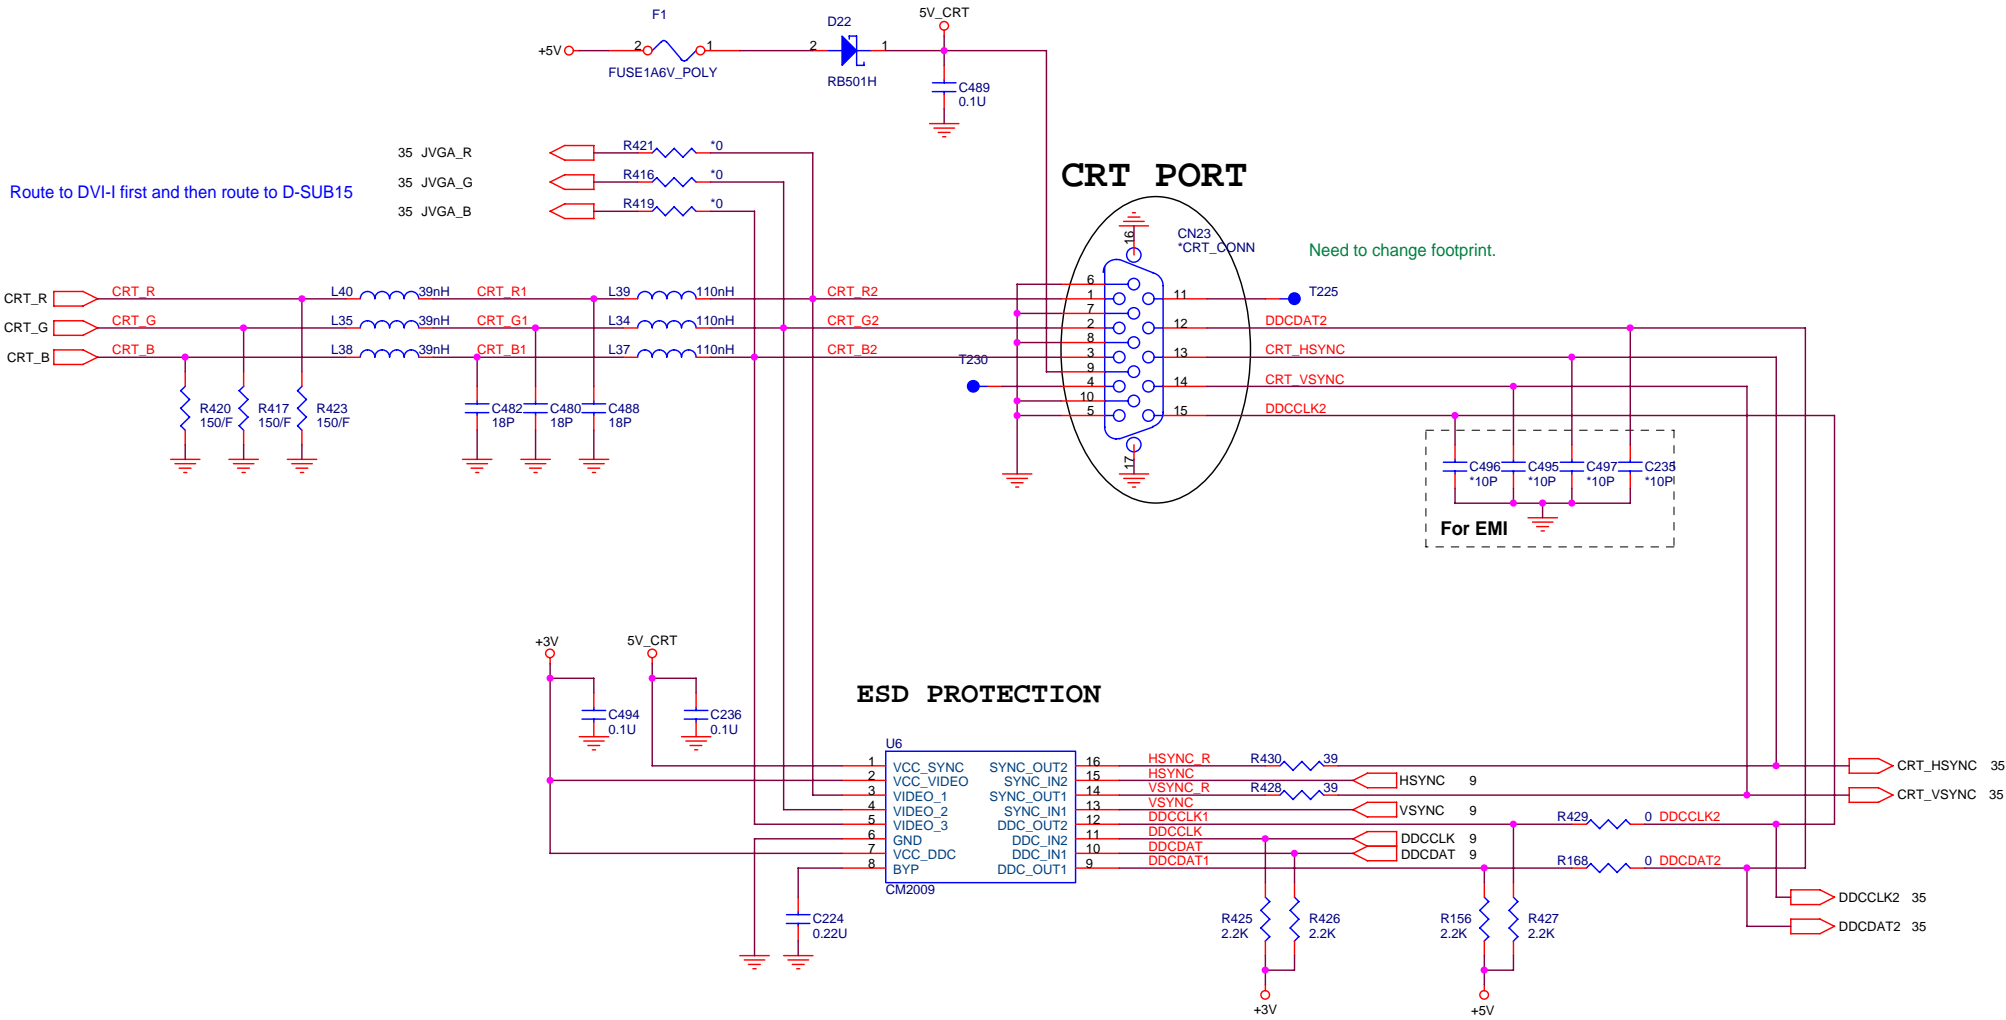 F1
+5V
2
1
FUSE1A6V_POLY
D22
2
1
RB501H
5V_CRT
C489
0.1U
35 JVGA_R
R421
*0
35 JVGA_G
R416
*0
35 JVGA_B
R419
*0
Route to DVI-I first and then route to D-SUB15
CRT PORT
CN23
*CRT_CONN
Need to change footprint.
16
6
1
7
2
8
3
9
4
10
5
17
11
12
13
14
15
T225
T230
DDCDAT2
CRT_HSYNC
CRT_VSYNC
DDCCLK2
CRT_R
CRT_R
L40
39nH
CRT_R1
L39
110nH
CRT_R2
CRT_G
CRT_G
L35
39nH
CRT_G1
L34
110nH
CRT_G2
CRT_B
CRT_B
L38
39nH
CRT_B1
L37
110nH
CRT_B2
R420
150/F
R417
150/F
R423
150/F
C482
18P
C480
18P
C488
18P
C496
*10P
C495
*10P
C497
*10P
C235
*10P
For EMI
+3V
5V_CRT
C494
0.1U
C236
0.1U
ESD PROTECTION
U6
1 VCC_SYNC
2 VCC_VIDEO
3 VIDEO_1
4 VIDEO_2
5 VIDEO_3
6 GND
7 VCC_DDC
8 BYP
SYNC_OUT2 16
SYNC_IN2 15
SYNC_OUT1 14
SYNC_IN1 13
DDC_OUT2 12
DDC_IN2 11
DDC_IN1 10
DDC_OUT1 9
CM2009
C224
0.22U
HSYNC_R
HSYNC
VSYNC_R
VSYNC
DDCCLK1
DDCCLK
DDCDAT
DDCDAT1
R430
39
R428
39
HSYNC 9
VSYNC 9
DDCCLK 9
DDCDAT 9
R429
0
DDCCLK2
R168
0
DDCDAT2
CRT_HSYNC 35
CRT_VSYNC 35
DDCCLK2 35
DDCDAT2 35
R425
2.2K
R426
2.2K
R156
2.2K
R427
2.2K
+3V
+5V